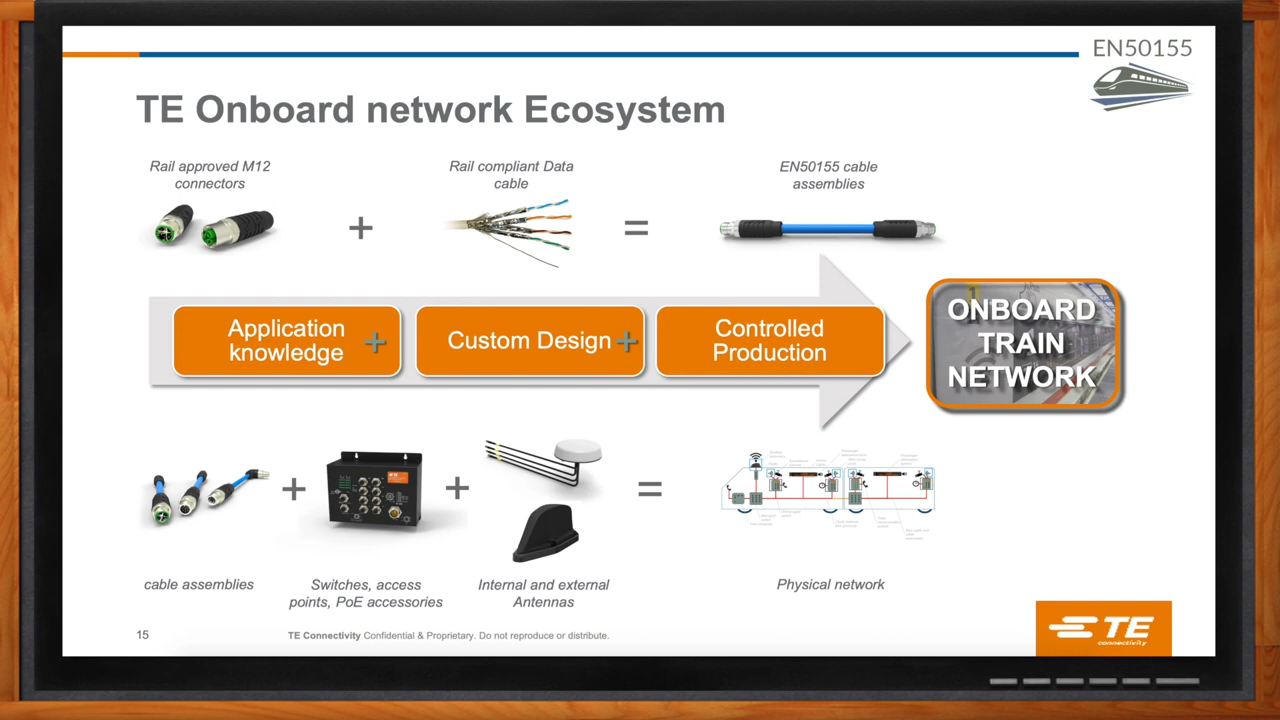 EN50155
TE Onboard network Ecosystem
Rail approved M12
connectors
Rail compliant Data
cable
EN50155 cable
assemblies
+
=
Application
knowledge
+
Custom Design
+
Controlled
Production
ONBOARD
TRAIN
NETWORK
+
+
=
cable assemblies
Switches, access
points, PoE accessories
Internal and external
Antennas
Physical network
15
TE Connectivity Confidential & Proprietary. Do not reproduce or distribute.
TE
connectivity